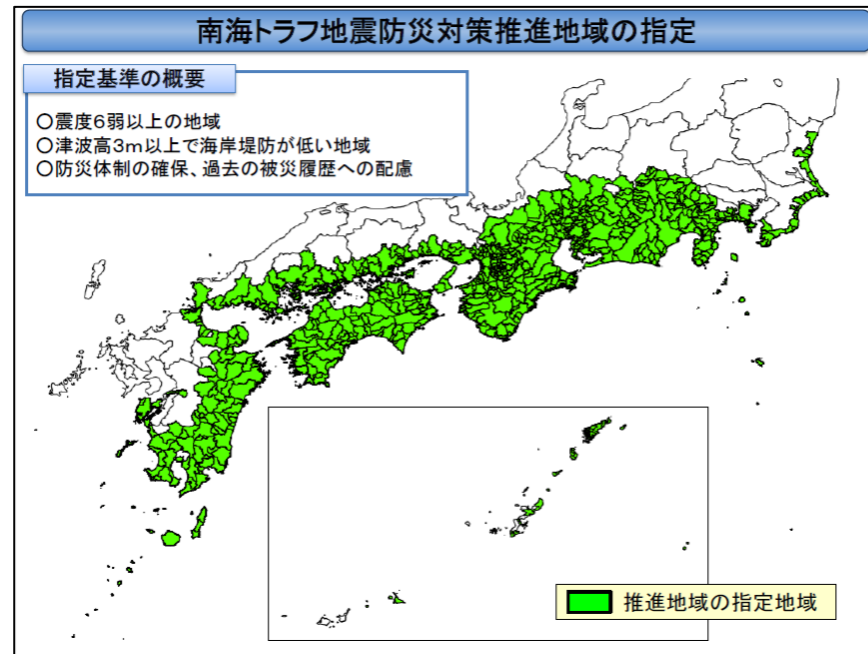 南海トラフ地震防災対策推進地域の指定
指定基準の概要
○震度6弱以上の地域
○津波高3m以上で海岸堤防が低い地域
○防災体制の確保、過去の被災履歴への配慮
推進地域の指定地域